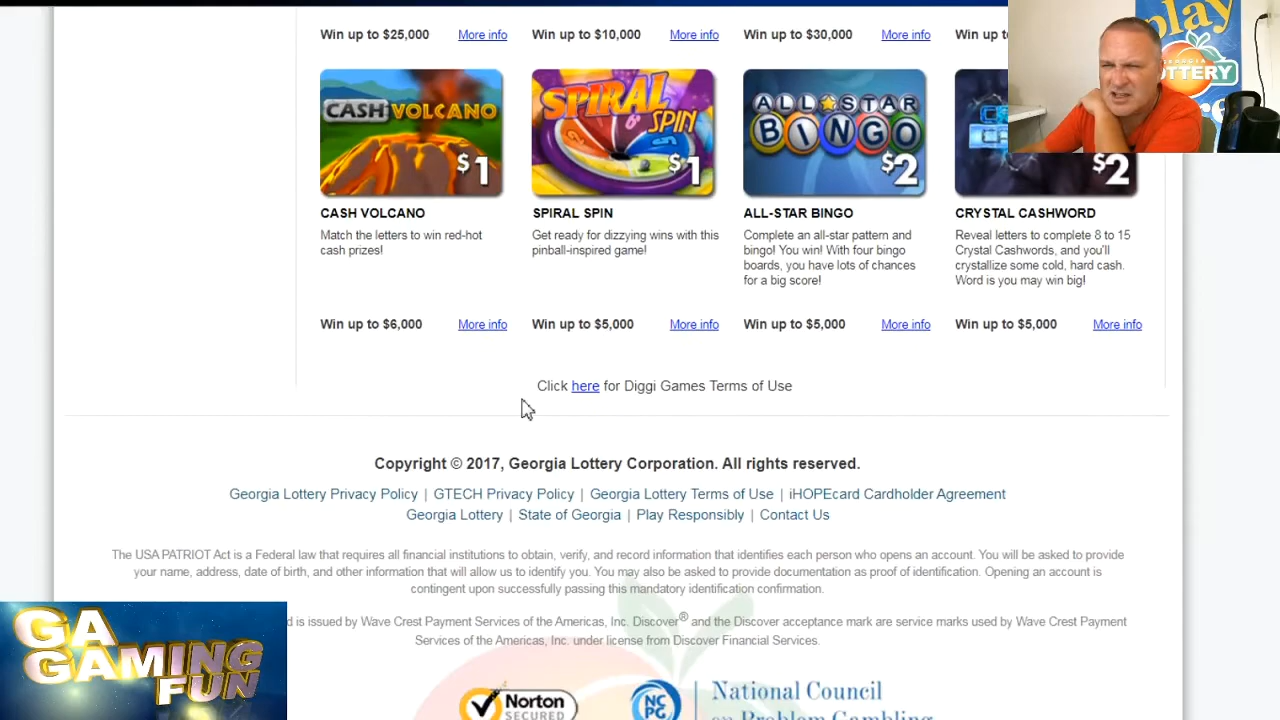 Win up to $25,000 More info Win up to $10,000 More info Win up to $30,000 More info Win up
play
GEORGIA
LOTTERY
CASH VOLCANO
$1
SPIRAL SPIN
$1
ALL STAR
BINGO
$2
$2
CASH VOLCANO
Match the letters to win red-hot
cash prizes!
Win up to $6,000 More info
SPIRAL SPIN
Get ready for dizzying wins with this
pinball-inspired game!
Win up to $5,000 More info
ALL-STAR BINGO
Complete an all-star pattern and
bingo! You win! With four bingo
boards, you have lots of chances
for a big score!
Win up to $5,000 More info
CRYSTAL CASHWORD
Reveal letters to complete 8 to 15
Crystal Cashwords, and you'll
crystallize some cold, hard cash.
Word is you may win big!
Win up to $5,000 More info
Click here for Diggi Games Terms of Use
Copyright © 2017, Georgia Lottery Corporation. All rights reserved.
Georgia Lottery Privacy Policy | GTECH Privacy Policy | Georgia Lottery Terms of Use | iHOPEcard Cardholder Agreement
Georgia Lottery | State of Georgia | Play Responsibly | Contact Us
The USA PATRIOT Act is a Federal law that requires all financial institutions to obtain, verify, and record information that identifies each person who opens an account. You will be asked to provide
your name, address, date of birth, and other information that will allow us to identify you. You may also be asked to provide documentation as proof of identification. Opening an account is
contingent upon successfully passing this mandatory identification confirmation.
is issued by Wave Crest Payment Services of the Americas, Inc. Discover® and the Discover acceptance mark are service marks used by Wave Crest Payment
Services of the Americas, Inc. under license from Discover Financial Services.
GA
GAMING
FUN
Norton
SECURED
NC
PG
National Council
on Problem Gambling